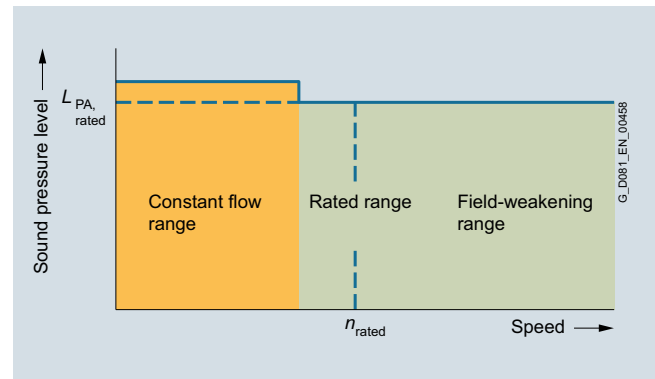 Sound pressure level
L PA, rated
Constant flow
range
Rated range
Field-weakening
range
n rated
Speed
G_D081_EN_00458